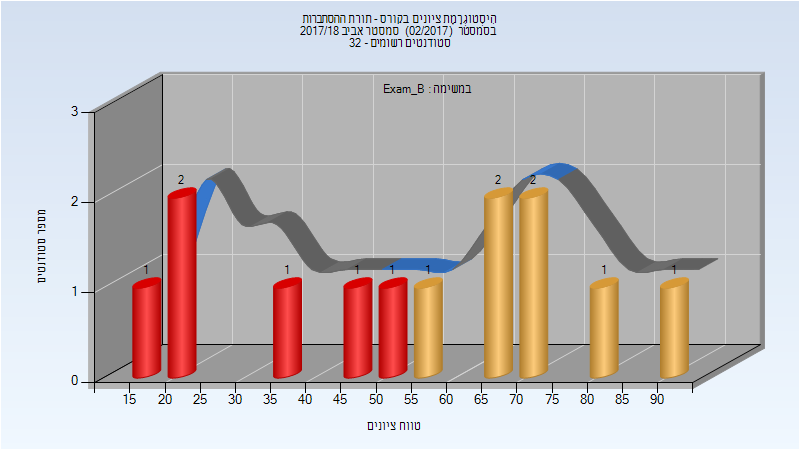 היסטוגרמת ציונים בקורס - תורת ההסתברות
בסמסטר (02/2017) סמסטר אביב 2017/18
סטודנטים רשומים - 32
במשימה : Exam_B
מספר סטודנטים
3
2
1
0
1 2 1 1 1 1 2 2 1 1
15 20 25 30 35 40 45 50 55 60 65 70 75 80 85 90
טווח ציונים